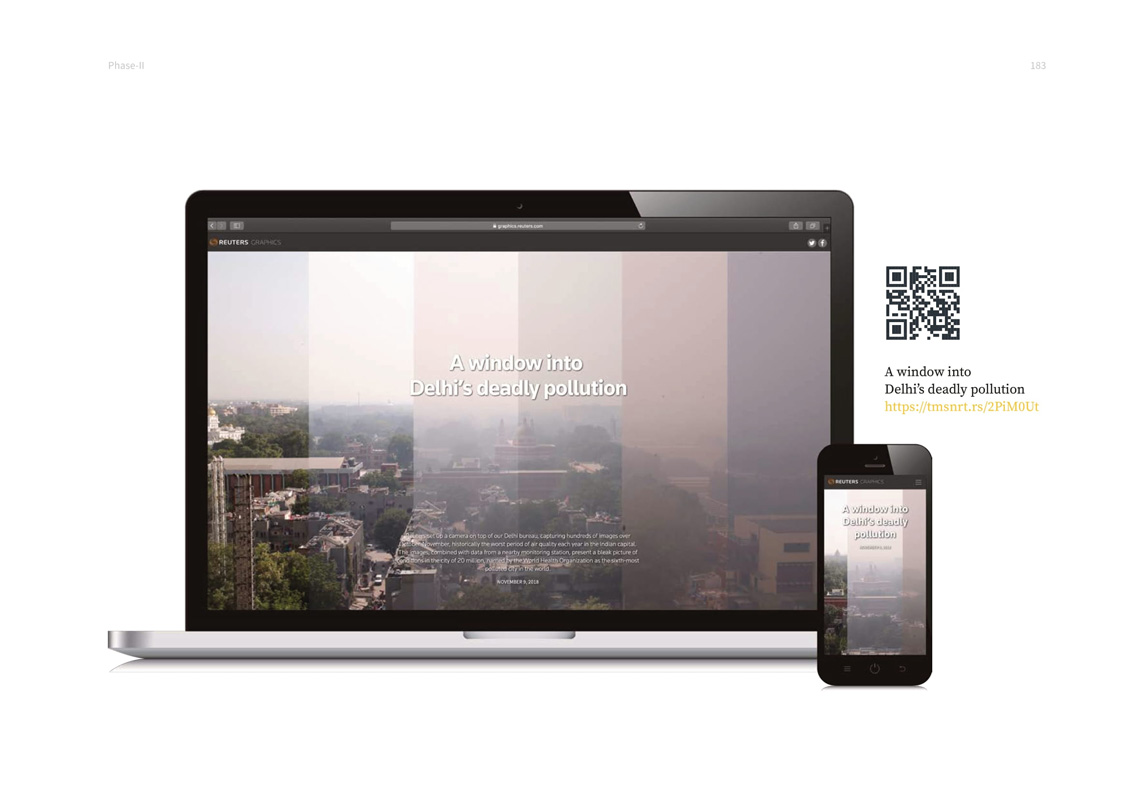 Phase-II
183
graphics.reuters.com
REUTERS GRAPHICS
A window into
Delhi's deadly pollution
set up a camera on top of our Delhi bureau, capturing hundreds of images over
November, historically the worst period of air quality each year in the Indian capital.
The images, combined with data from a nearby monitoring station, present a bleak picture of
in the city of 20 million, named by the World Health Organization as the sixth-most
polluted city in the world.
NOVEMBER 9, 2018
A window into
Delhi's deadly pollution
https://tmsnrt.rs/2PiM0Ut
REUTERS GRAPHICS
A window into
Delhi's deadly
pollution
NOVEMBER 9, 2018